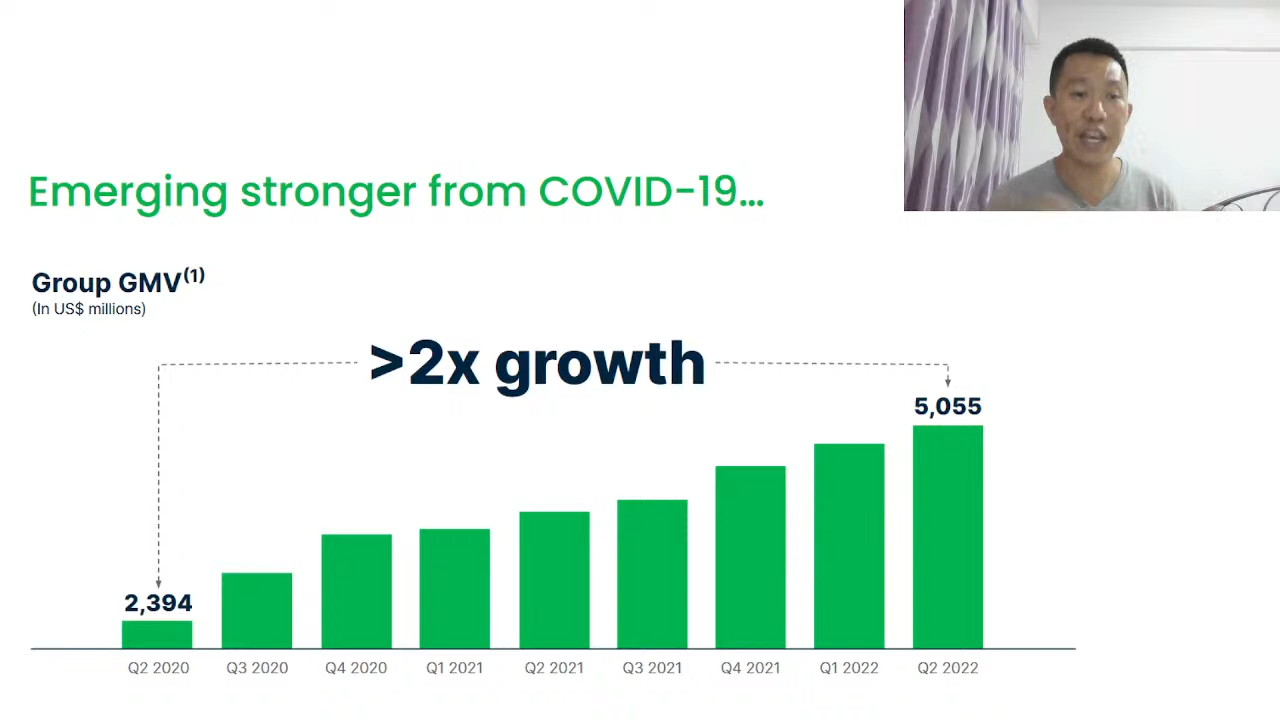 Emerging stronger from COVID-19...
Group GMV(1)
(In US$ millions)
>2x growth
5,055
2,394
Q2 2020 Q3 2020 Q4 2020 Q1 2021 Q2 2021 Q3 2021 Q4 2021 Q1 2022 Q2 2022